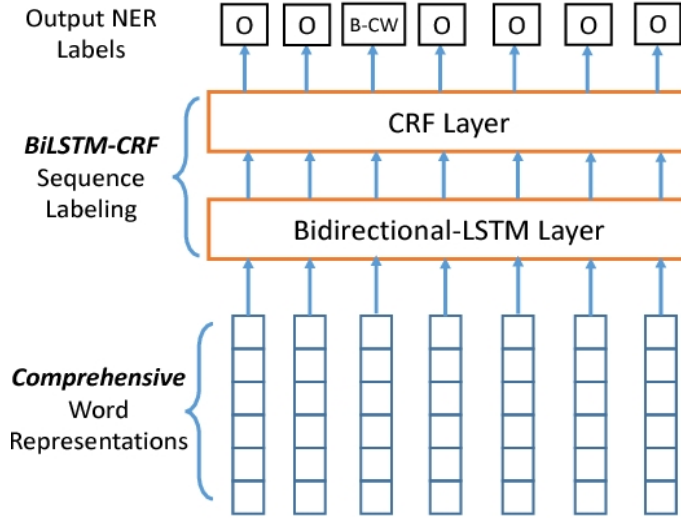 Output NER
Labels
O O B-CW O O O O
CRF Layer
BiLSTM-CRF
Sequence
Labeling
Bidirectional-LSTM Layer
Comprehensive
Word
Representations